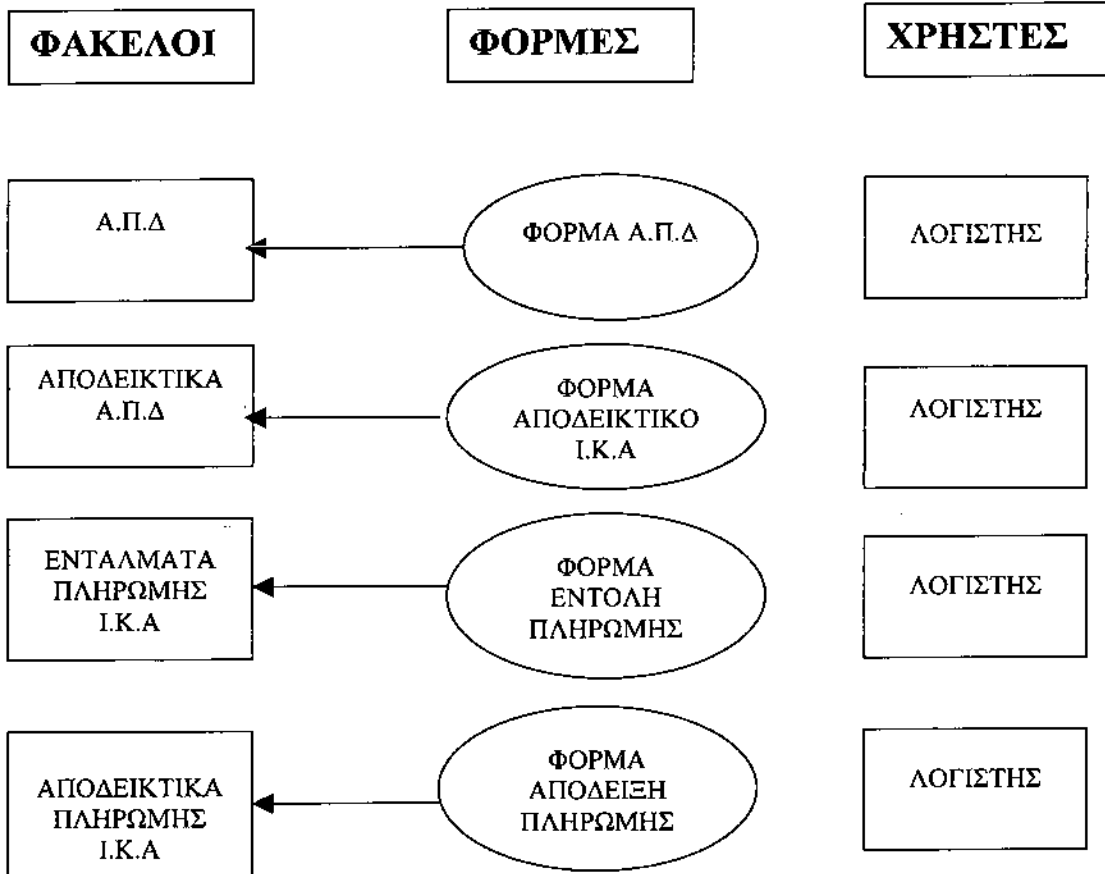 ΦΑΚΕΛΟΙ
ΦΟΡΜΕΣ
ΧΡΗΣΤΕΣ
Α.Π.Δ
ΦΟΡΜΑ Α.Π.Δ
ΛΟΓΙΣΤΗΣ
ΑΠΟΔΕΙΚΤΙΚΑ
Α.Π.Δ
ΦΟΡΜΑ
ΑΠΟΔΕΙΚΤΙΚΟ
Ι.Κ.Α
ΛΟΓΙΣΤΗΣ
ΕΝΤΑΛΜΑΤΑ
ΠΛΗΡΩΜΗΣ
Ι.Κ.Α
ΦΟΡΜΑ
ΕΝΤΟΛΗ
ΠΛΗΡΩΜΗΣ
ΛΟΓΙΣΤΗΣ
ΑΠΟΔΕΙΚΤΙΚΑ
ΠΛΗΡΩΜΗΣ
Ι.Κ.Α
ΦΟΡΜΑ
ΑΠΟΔΕΙΞΗ
ΠΛΗΡΩΜΗΣ
ΛΟΓΙΣΤΗΣ